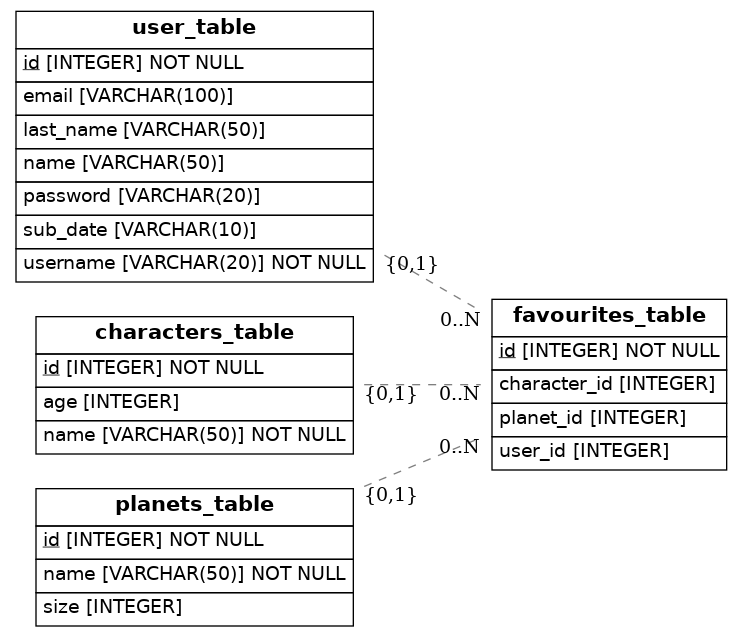 user_table
id [INTEGER] NOT NULL
email [VARCHAR(100)]
last_name [VARCHAR(50)]
name [VARCHAR(50)]
password [VARCHAR(20)]
sub_date [VARCHAR(10)]
username [VARCHAR(20)] NOT NULL
{0,1}
0..N
characters_table
id [INTEGER] NOT NULL
age [INTEGER]
name [VARCHAR(50)] NOT NULL
{0,1}
0..N
favourites_table
id [INTEGER] NOT NULL
character_id [INTEGER]
planet_id [INTEGER]
user_id [INTEGER]
0..N
{0,1}
planets_table
id [INTEGER] NOT NULL
name [VARCHAR(50)] NOT NULL
size [INTEGER]